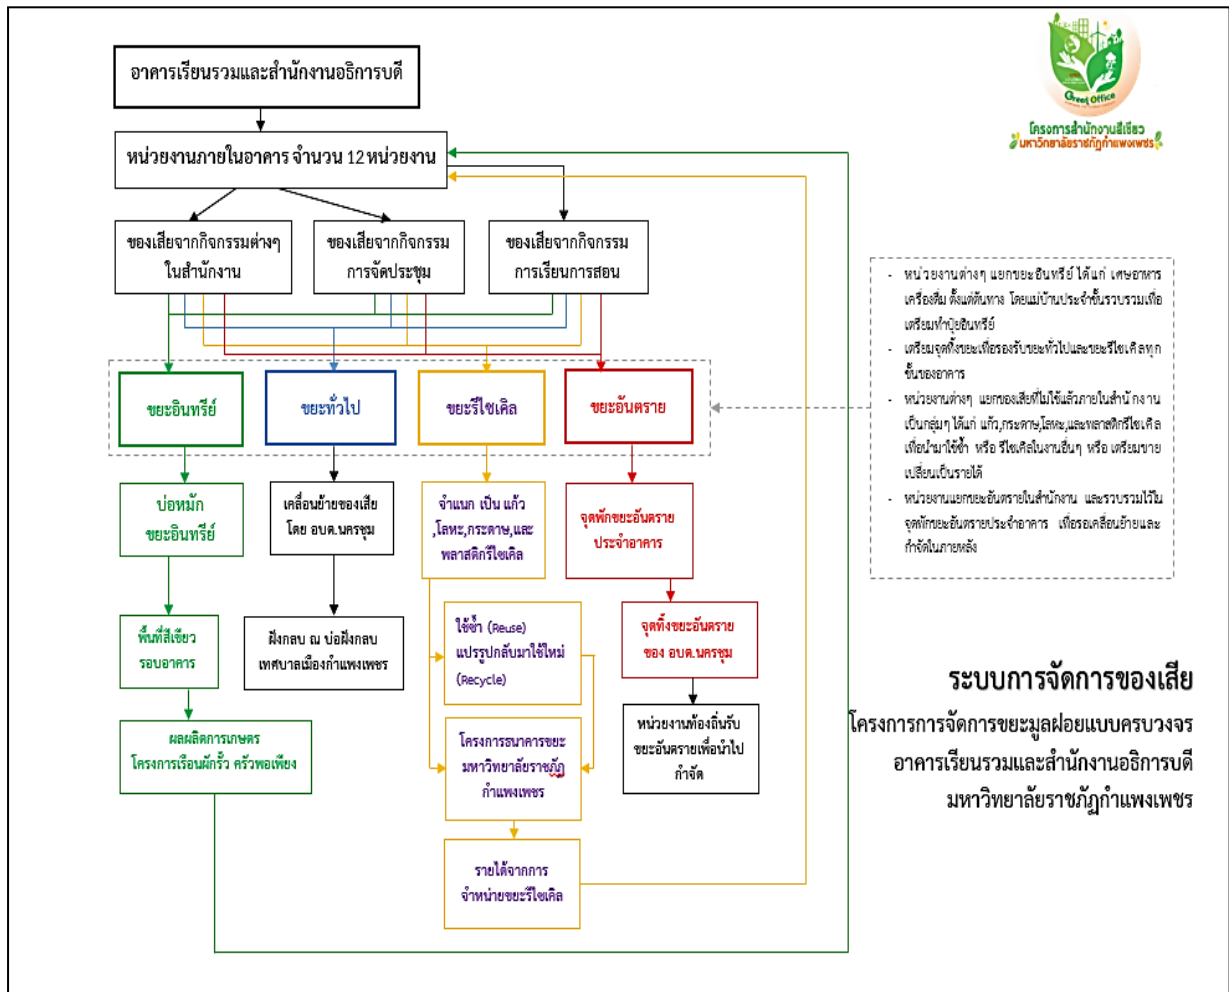 Green Office
โครงการสำนักงานสีเขียว
มหาวิทยาลัยราชภัฏกำแพงเพชร
อาคารเรียนรวมและสำนักงานอธิการบดี
หน่วยงานภายในอาคาร จำนวน 12 หน่วยงาน
ของเสียจากกิจกรรมต่างๆ
ในสำนักงาน
ของเสียจากกิจกรรม
การจัดประชุม
ของเสียจากกิจกรรม
การเรียนการสอน
ขยะอินทรีย์
ขยะทั่วไป
ขยะรีไซเคิล
ขยะอันตราย
- หน่วยงานต่างๆ แยกขยะอินทรีย์ ได้แก่ เศษอาหาร
เครื่องดื่ม ตั้งแต่ต้นทาง โดยแม่บ้านประจำชั้นรวบรวมเพื่อ
เตรียมทำปุ๋ยอินทรีย์
- เตรียมจุดทิ้งขยะเพื่อรองรับขยะทั่วไปและขยะรีไซเคิลทุก
ชั้นของอาคาร
- หน่วยงานต่างๆ แยกของเสียที่ไม่ใช้แล้วภายในสำนักงาน
เป็นกลุ่มๆ ได้แก่ แก้ว,กระดาษ,โลหะ,และพลาสติกรีไซเคิล
เพื่อนำมาใช้ซ้ำ หรือ รีไซเคิลในงานอื่นๆ หรือ เตรียมขาย
เปลี่ยนเป็นรายได้
- หน่วยงานแยกขยะอันตรายในสำนักงาน และรวบรวมไว้ใน
จุดพักขยะอันตรายประจำอาคาร เพื่อรอเคลื่อนย้ายและ
กำจัดในภายหลัง
บ่อหมัก
ขยะอินทรีย์
เคลื่อนย้ายของเสีย
โดย อบต.นครชุม
จำแนก เป็น แก้ว
,โลหะ,กระดาษ,และ
พลาสติกรีไซเคิล
จุดพักขยะอันตราย
ประจำอาคาร
พื้นที่สีเขียว
รอบอาคาร
ฝังกลบ ณ บ่อฝังกลบ
เทศบาลเมืองกำแพงเพชร
ใช้ซ้ำ (Reuse)
แปรรูปกลับมาใช้ใหม่
(Recycle)
จุดทิ้งขยะอันตราย
ของ อบต.นครชุม
ผลผลิตการเกษตร
โครงการเรือนผักรั้ว ครัวพอเพียง
โครงการธนาคารขยะ
มหาวิทยาลัยราชภัฏ
กำแพงเพชร
หน่วยงานท้องถิ่นรับ
ขยะอันตรายเพื่อนำไป
กำจัด
รายได้จากการ
จำหน่ายขยะรีไซเคิล
ระบบการจัดการของเสีย
โครงการการจัดการขยะมูลฝอยแบบครบวงจร
อาคารเรียนรวมและสำนักงานอธิการบดี
มหาวิทยาลัยราชภัฏกำแพงเพชร